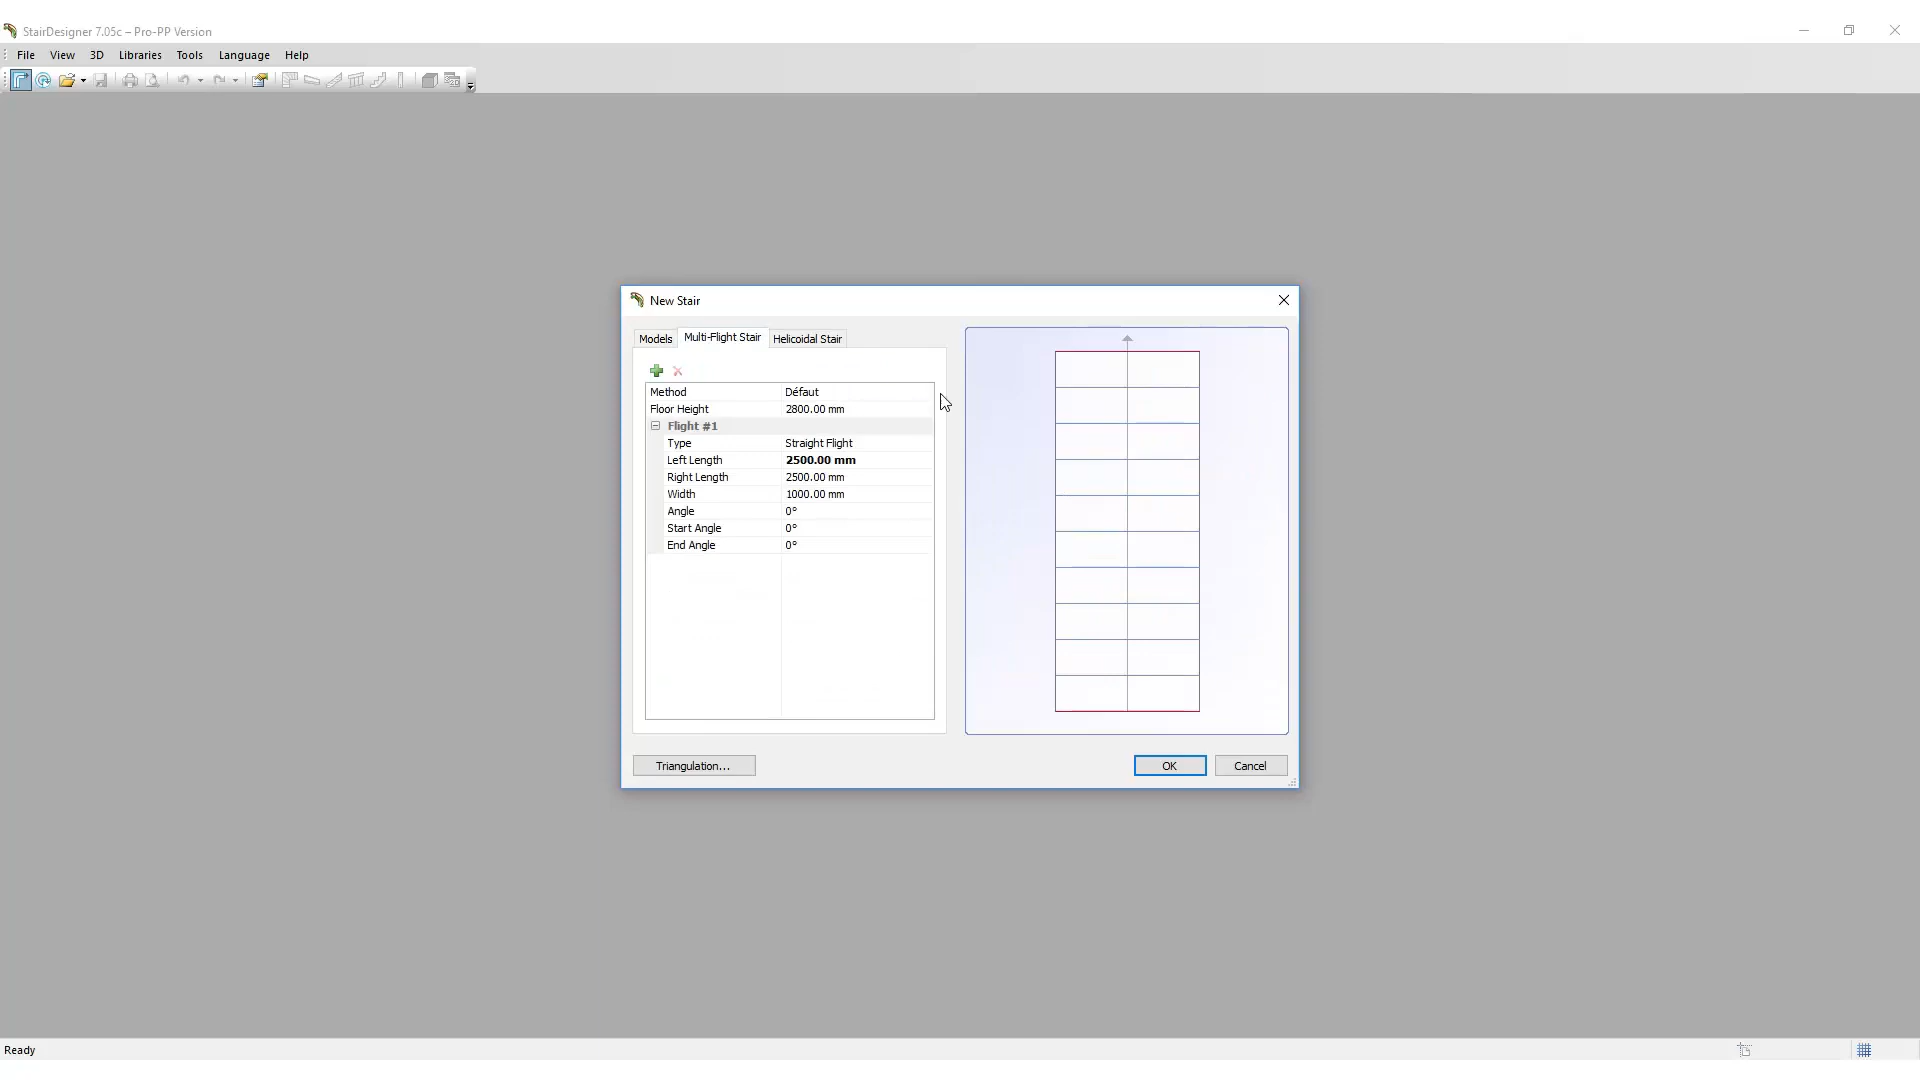 StairDesigner 7.05c – Pro-PP Version
File View 3D Libraries Tools Language Help
New Stair
Models Multi-Flight Stair Helicoidal Stair
Method Défaut
Floor Height 2800.00 mm
Flight #1
Type Straight Flight
Left Length 2500.00 mm
Right Length 2500.00 mm
Width 1000.00 mm
Angle 0°
Start Angle 0°
End Angle 0°
Triangulation... OK Cancel
Ready